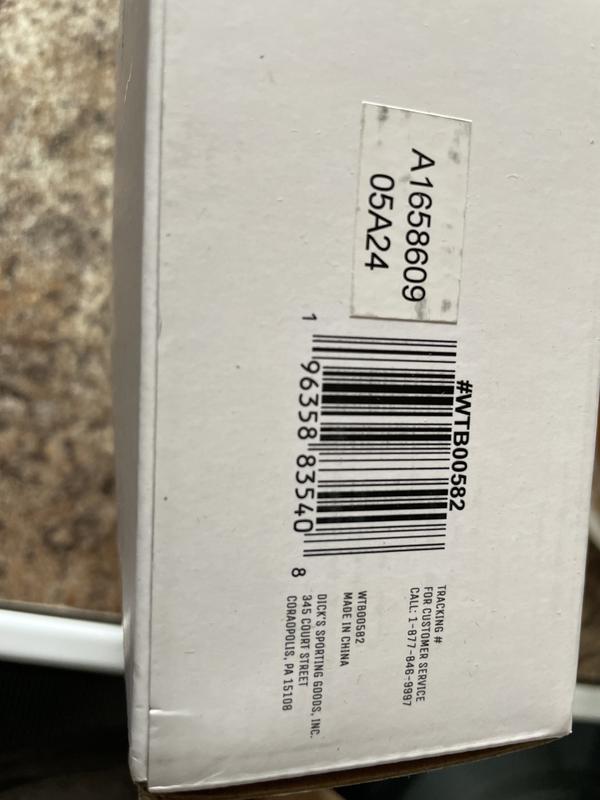 A1658609
05A24
#WTB00582
1 96358 83540 8
TRACKING #
FOR CUSTOMER SERVICE
CALL: 1-877-846-9997
WTB00582
MADE IN CHINA
DICK'S SPORTING GOODS, INC.
345 COURT STREET
CORAOPOLIS, PA 15108